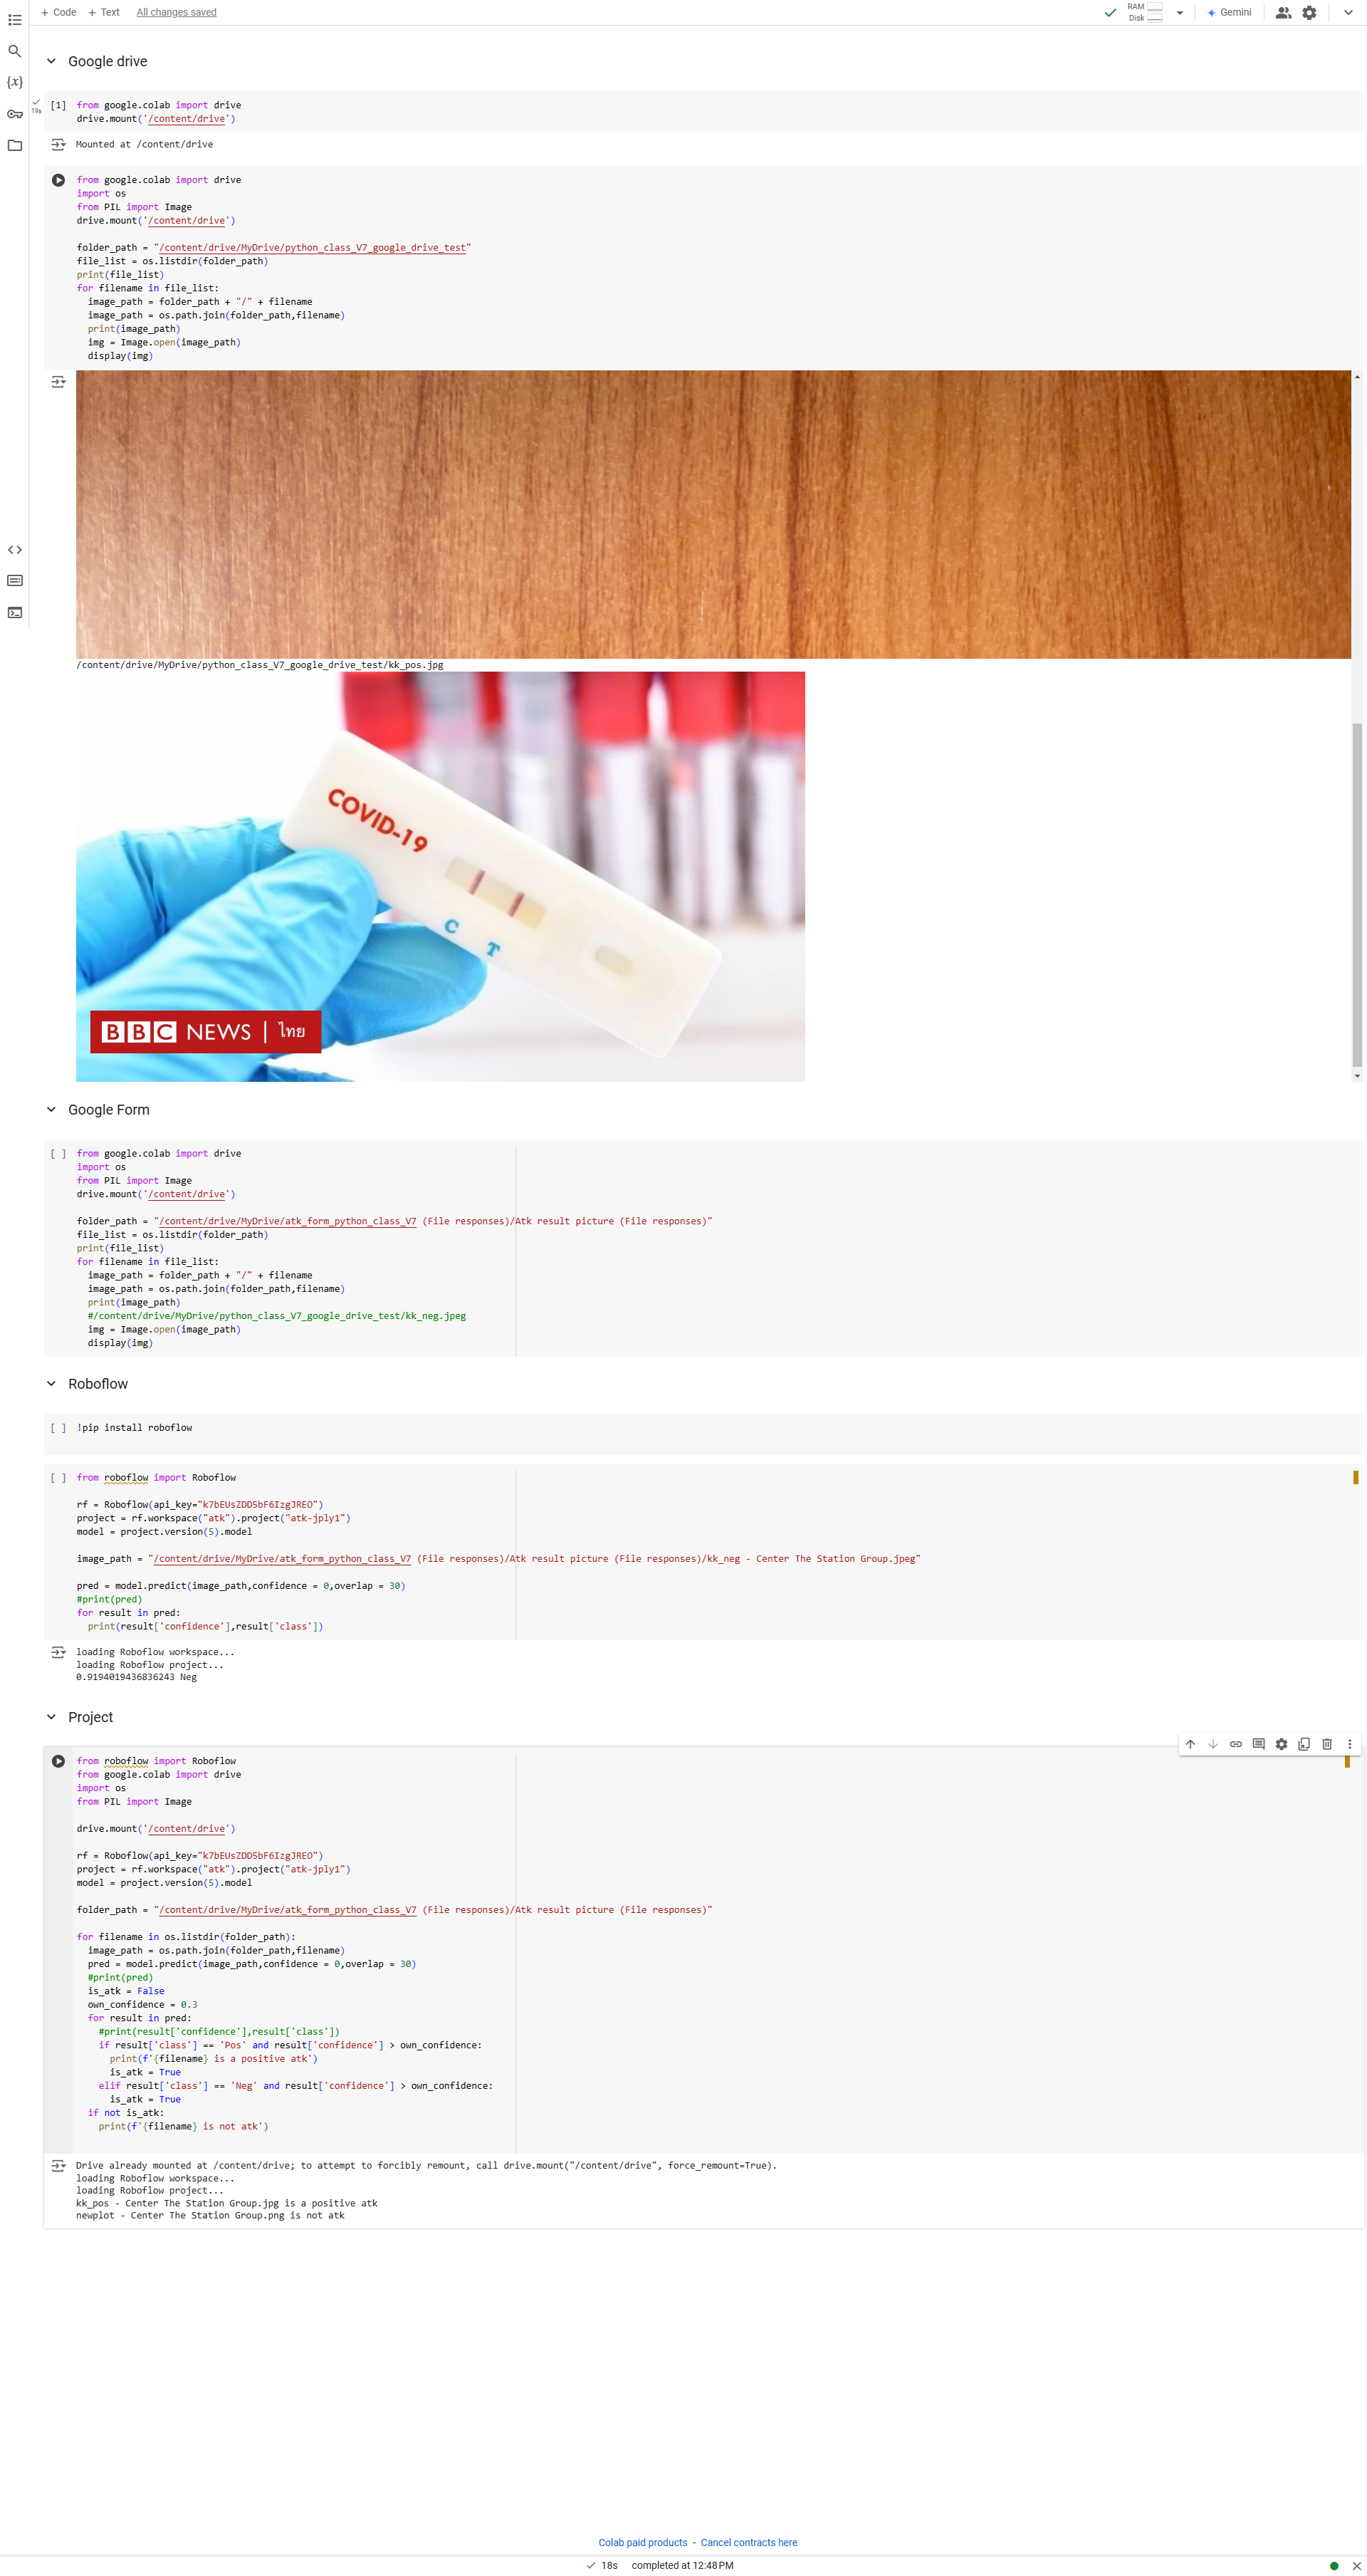 + Code + Text All changes saved
RAM
Disk
Gemini
Google drive
19s
[1] from google.colab import drive
drive.mount('/content/drive')
Mounted at /content/drive
from google.colab import drive
import os
from PIL import Image
drive.mount('/content/drive')
folder_path = "/content/drive/MyDrive/python_class_V7_google_drive_test"
file_list = os.listdir(folder_path)
print(file_list)
for filename in file_list:
image_path = folder_path + "/" + filename
image_path = os.path.join(folder_path,filename)
print(image_path)
img = Image.open(image_path)
display(img)
/content/drive/MyDrive/python_class_V7_google_drive_test/kk_pos.jpg
COVID-19
C T
BBC NEWS | ไทย
Google Form
[ ] from google.colab import drive
import os
from PIL import Image
drive.mount('/content/drive')
folder_path = "/content/drive/MyDrive/atk_form_python_class_V7 (File responses)/Atk result picture (File responses)"
file_list = os.listdir(folder_path)
print(file_list)
for filename in file_list:
image_path = folder_path + "/" + filename
image_path = os.path.join(folder_path,filename)
print(image_path)
#/content/drive/MyDrive/python_class_V7_google_drive_test/kk_neg.jpeg
img = Image.open(image_path)
display(img)
Roboflow
[ ] !pip install roboflow
[ ] from roboflow import Roboflow
rf = Roboflow(api_key="k7bEUsZDD5bF6IzgJREO")
project = rf.workspace("atk").project("atk-jply1")
model = project.version(5).model
image_path = "/content/drive/MyDrive/atk_form_python_class_V7 (File responses)/Atk result picture (File responses)/kk_neg - Center The Station Group.jpeg"
pred = model.predict(image_path,confidence = 0,overlap = 30)
#print(pred)
for result in pred:
print(result['confidence'],result['class'])
loading Roboflow workspace...
loading Roboflow project...
0.9194019436836243 Neg
Project
from roboflow import Roboflow
from google.colab import drive
import os
from PIL import Image
drive.mount('/content/drive')
rf = Roboflow(api_key="k7bEUsZDD5bF6IzgJREO")
project = rf.workspace("atk").project("atk-jply1")
model = project.version(5).model
folder_path = "/content/drive/MyDrive/atk_form_python_class_V7 (File responses)/Atk result picture (File responses)"
for filename in os.listdir(folder_path):
image_path = os.path.join(folder_path,filename)
pred = model.predict(image_path,confidence = 0,overlap = 30)
#print(pred)
is_atk = False
own_confidence = 0.3
for result in pred:
#print(result['confidence'],result['class'])
if result['class'] == 'Pos' and result['confidence'] > own_confidence:
print(f'{filename} is a positive atk')
is_atk = True
elif result['class'] == 'Neg' and result['confidence'] > own_confidence:
is_atk = True
if not is_atk:
print(f'{filename} is not atk')
Drive already mounted at /content/drive; to attempt to forcibly remount, call drive.mount("/content/drive", force_remount=True).
loading Roboflow workspace...
loading Roboflow project...
kk_pos - Center The Station Group.jpg is a positive atk
newplot - Center The Station Group.png is not atk
Colab paid products - Cancel contracts here
18s completed at 12:48 PM